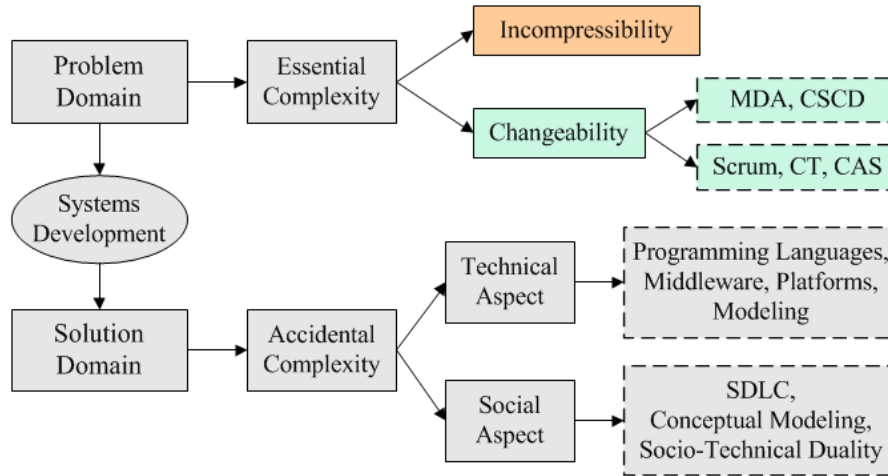 Problem
Domain
Essential
Complexity
Incompressibility
Changeability
MDA, CSCD
Scrum, CT, CAS
Systems
Development
Solution
Domain
Accidental
Complexity
Technical
Aspect
Programming Languages,
Middleware, Platforms,
Modeling
Social
Aspect
SDLC,
Conceptual Modeling,
Socio-Technical Duality